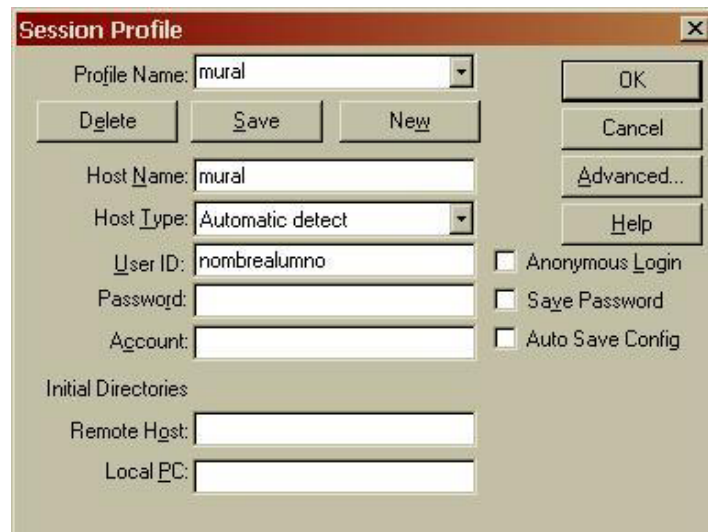 Session Profile
Profile Name: mural
OK
Delete Save New
Cancel
Host Name: mural
Advanced...
Host Type: Automatic detect
Help
User ID: nombrealumno
Anonymous Login
Password:
Save Password
Account:
Auto Save Config
Initial Directories
Remote Host:
Local PC: